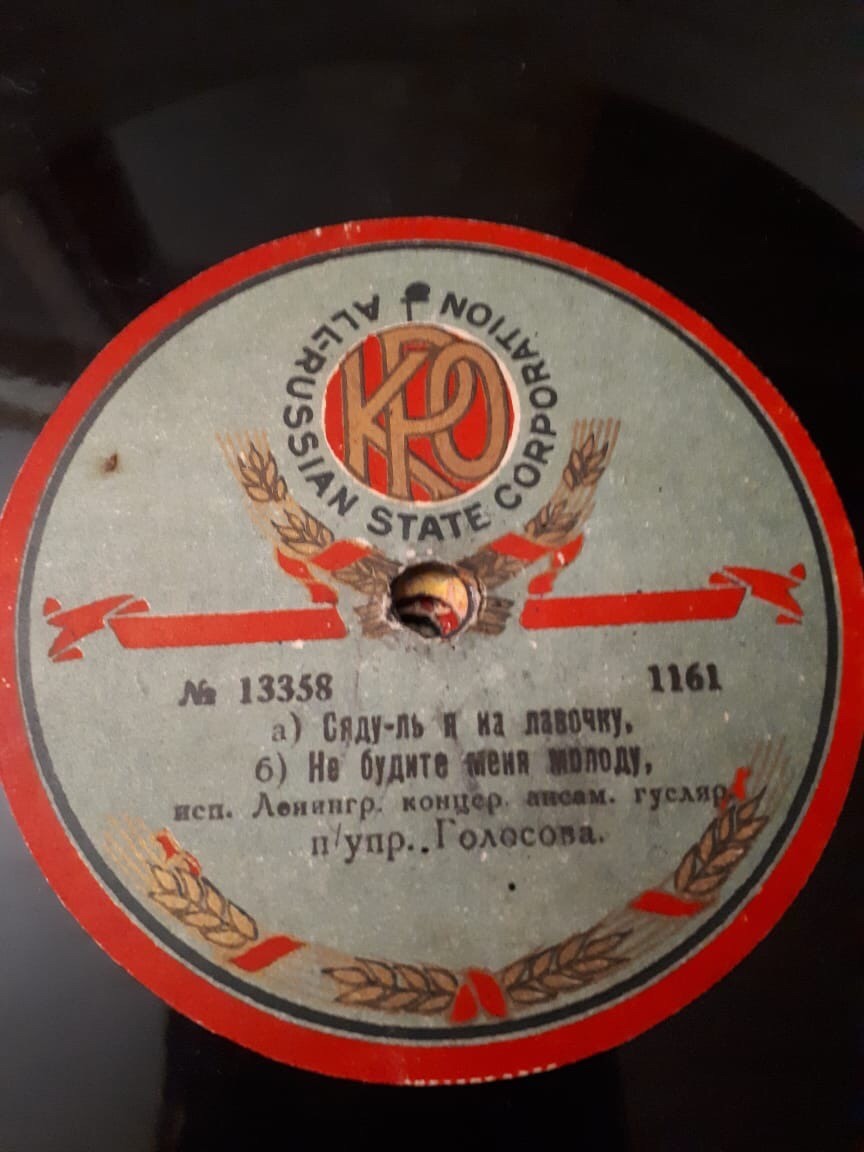 ALL-RUSSIAN STATE CORPORATION
КРО
№ 13358 1161
а) Сяду-ль я на лавочку,
б) Не будите меня молоду,
исп. Ленингр. концер. ансам. гусляр.
п/упр. Голосова.